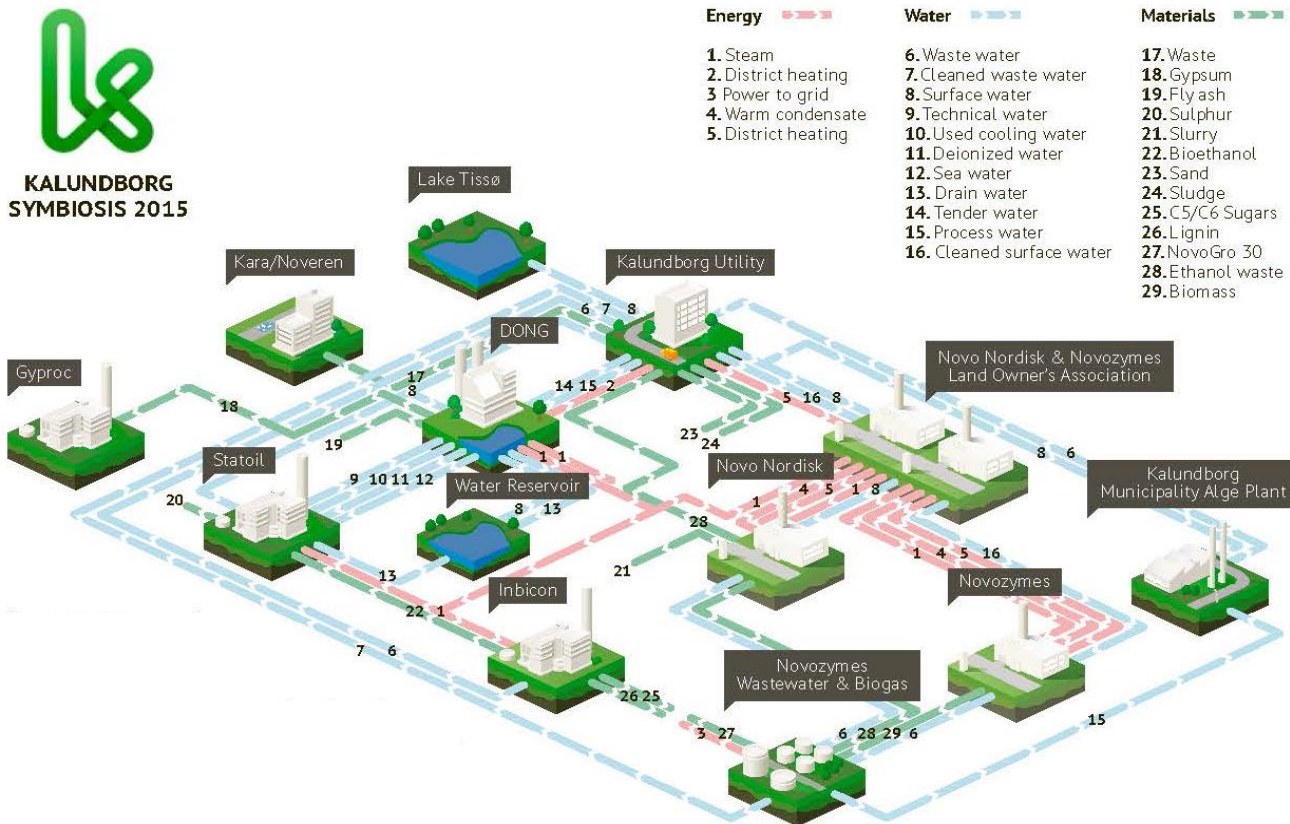 KALUNDBORG
SYMBIOSIS 2015
Energy
1. Steam
2. District heating
3 Power to grid
4. Warm condensate
5. District heating
Water
6. Waste water
7. Cleaned waste water
8. Surface water
9. Technical water
10. Used cooling water
11. Deionized water
12. Sea water
13. Drain water
14. Tender water
15. Process water
16. Cleaned surface water
Materials
17. Waste
18. Gypsum
19. Fly ash
20. Sulphur
21. Slurry
22. Bioethanol
23. Sand
24. Sludge
25. C5/C6 Sugars
26. Lignin
27. NovoGro 30
28. Ethanol waste
29. Biomass
Lake Tissø
Kara/Noveren
Kalundborg Utility
6 7 8
DONG
Gyproc
Novo Nordisk & Novozymes
Land Owner's Association
17
8
14 15 2
5 16 8
18
19
23
24
8 6
Statoil
1 1
Novo Nordisk
Kalundborg
Municipality Alge Plant
9 10 11 12
Water Reservoir
1 4 5 1 8
20
8 13
28
1 4 5 16
21
13
Inbicon
Novozymes
22 1
7 6
Novozymes
Wastewater & Biogas
26 25
15
3 27
6 28 29 6